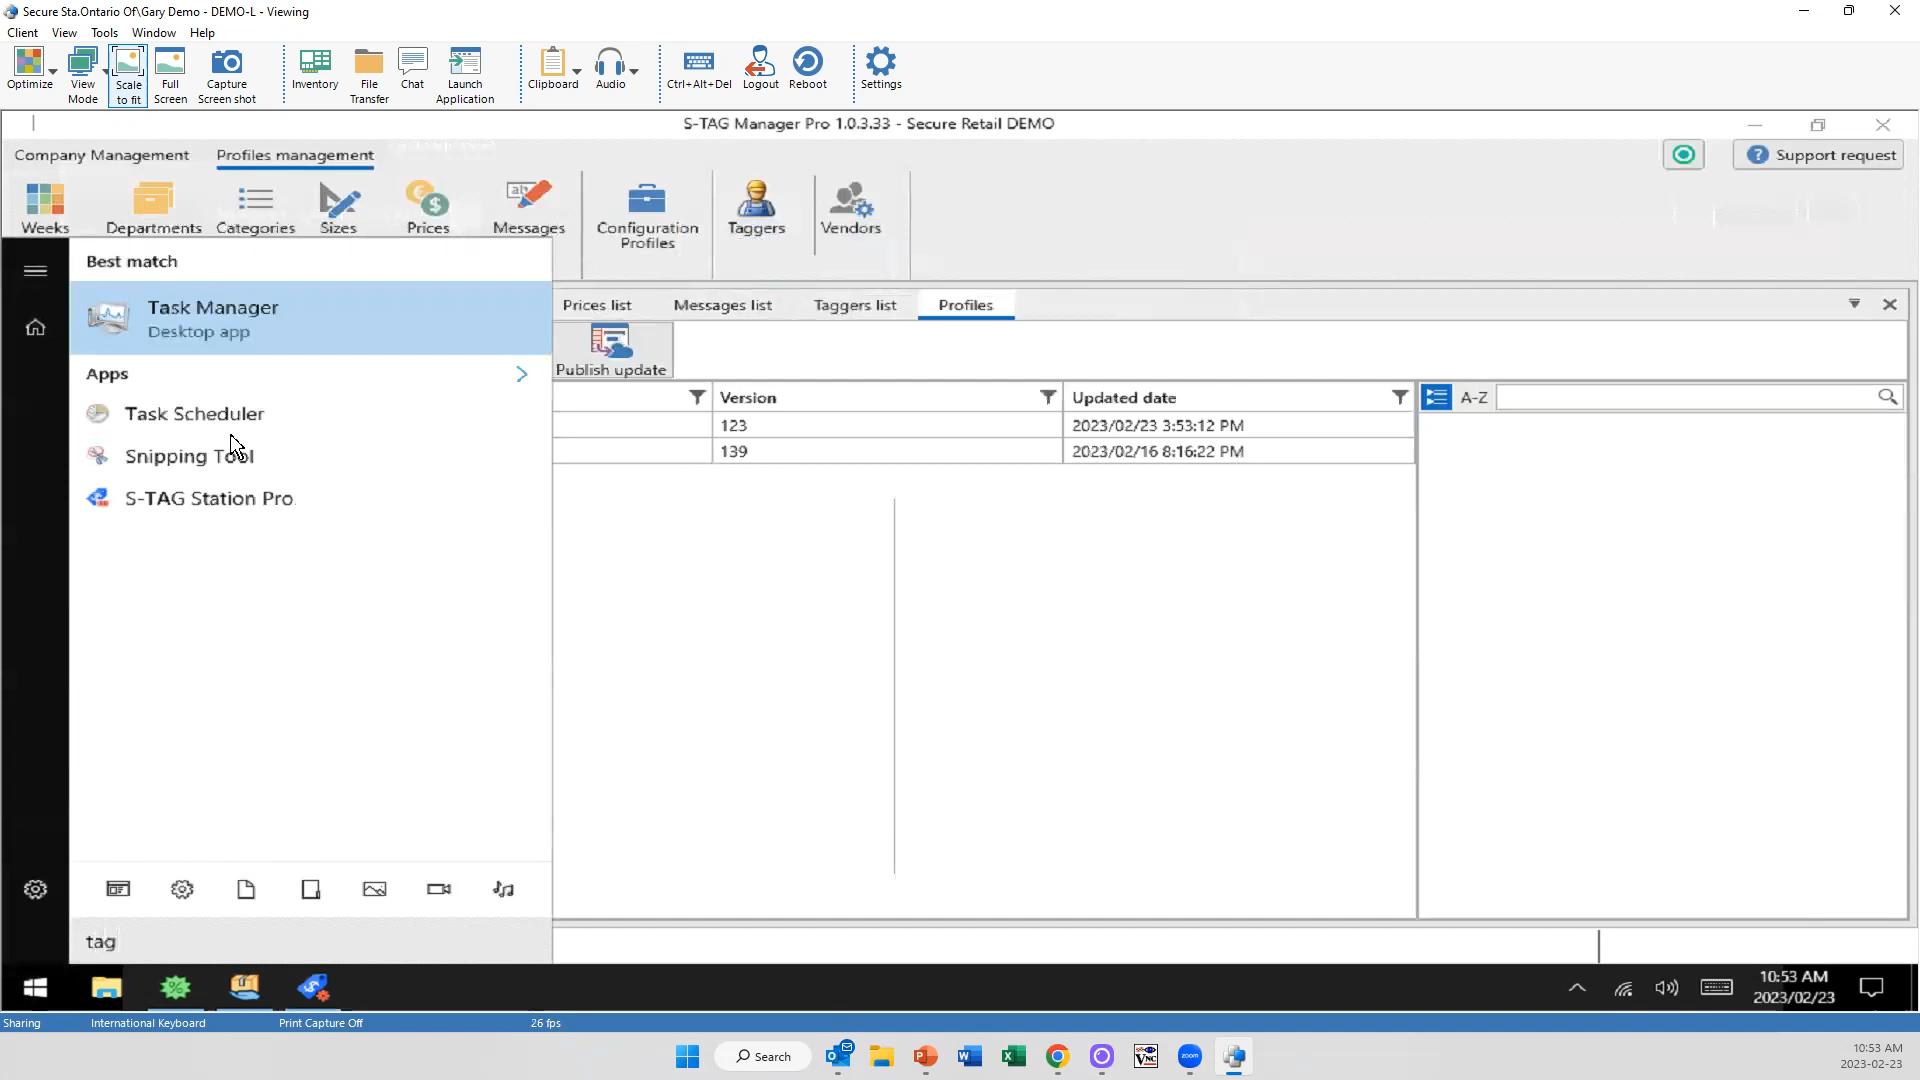 Secure Sta.Ontario Of\Gary Demo - DEMO-L - Viewing
Client View Tools Window Help
Optimize
View
Mode
Scale
to fit
Full
Screen
Capture
Screen shot
Inventory
File
Transfer
Chat
Launch
Application
Clipboard
Audio
Ctrl+Alt+Del
Logout
Reboot
Settings
S-TAG Manager Pro 1.0.3.33 - Secure Retail DEMO
Company Management Profiles management
? Support request
Weeks
Departments
Categories
Sizes
Prices
ab
Messages
Configuration
Profiles
Taggers
Vendors
Best match
Task Manager
Desktop app
Apps
Task Scheduler
Snipping Tool
S-TAG Station Pro
tag
Prices list Messages list Taggers list Profiles
Publish update
Version Updated date
123 2023/02/23 3:53:12 PM
139 2023/02/16 8:16:22 PM
A-Z
10:53 AM
2023/02/23
Sharing International Keyboard Print Capture Off 26 fps
Search
zoom
10:53 AM
2023-02-23